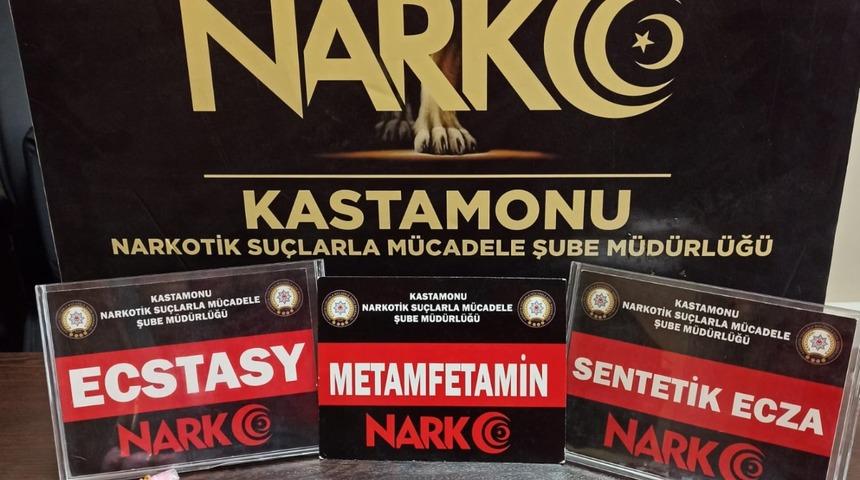 NARKO
KASTAMONU
NARKOTİK SUÇLARLA MÜCADELE ŞUBE MÜDÜRLÜĞÜ
KASTAMONU
NARKOTİK SUÇLARLA MÜCADELE
ŞUBE MÜDÜRLÜĞÜ
ECSTASY
NARKO
KASTAMONU
NARKOTİK SUÇLARLA MÜCADELE
ŞUBE MÜDÜRLÜĞÜ
METAMFETAMİN
NARKO
KASTAMONU
NARKOTİK SUÇLARLA MÜCADELE
ŞUBE MÜDÜRLÜĞÜ
SENTETİK ECZA
NARKO